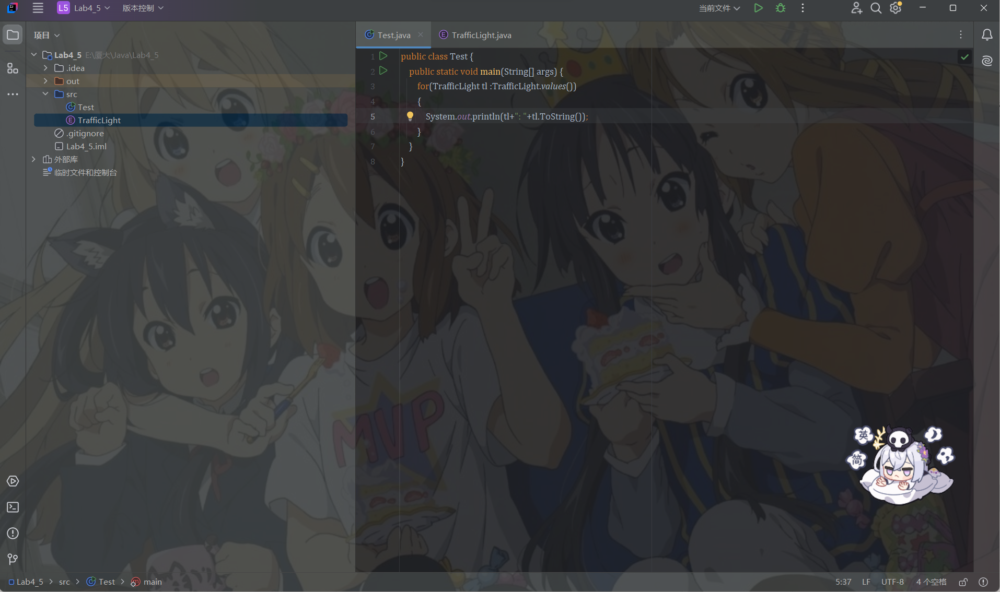 L5 Lab4_5 版本控制 当前文件
项目
Lab4_5 E:\厦大\Java\Lab4_5
.idea
out
src
Test
TrafficLight
.gitignore
Lab4_5.iml
外部库
临时文件和控制台
Test.java TrafficLight.java
1 public class Test {
2 public static void main(String[] args) {
3 for(TrafficLight tl :TrafficLight.values())
4 {
5 System.out.println(tl+": "+tl.ToString());
6 }
7 }
8 }
MVP
英
简
Lab4_5 > src > Test > main
5:37 LF UTF-8 4 个空格